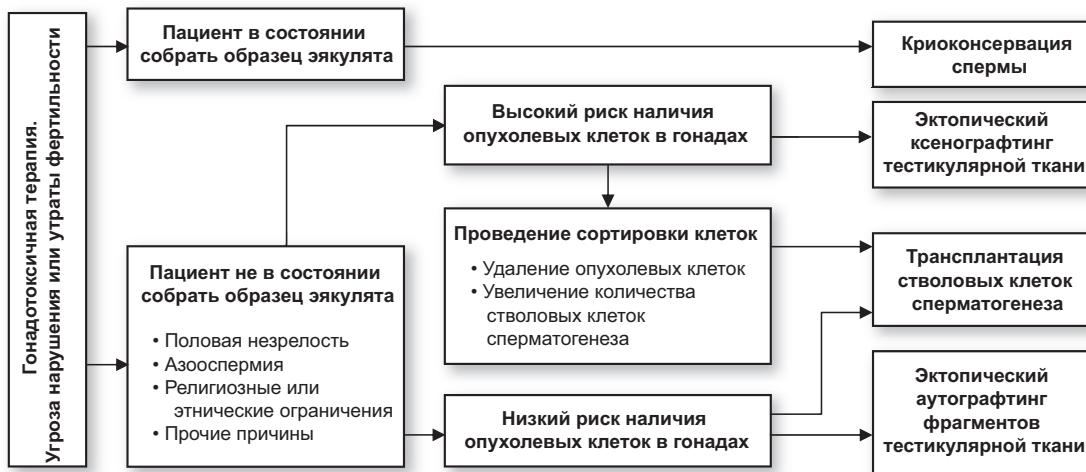 Гонадотоксичная терапия.
Угроза нарушения или утраты фертильности
Пациент в состоянии
собрать образец эякулята
Криоконсервация
спермы
Высокий риск наличия
опухолевых клеток в гонадах
Эктопический
ксенографтинг
тестикулярной ткани
Пациент не в состоянии
собрать образец эякулята
• Половая незрелость
• Азооспермия
• Религиозные или
этнические ограничения
• Прочие причины
Проведение сортировки клеток
• Удаление опухолевых клеток
• Увеличение количества
стволовых клеток
сперматогенеза
Трансплантация
стволовых клеток
сперматогенеза
Низкий риск наличия
опухолевых клеток в гонадах
Эктопический
аутографтинг
фрагментов
тестикулярной ткани